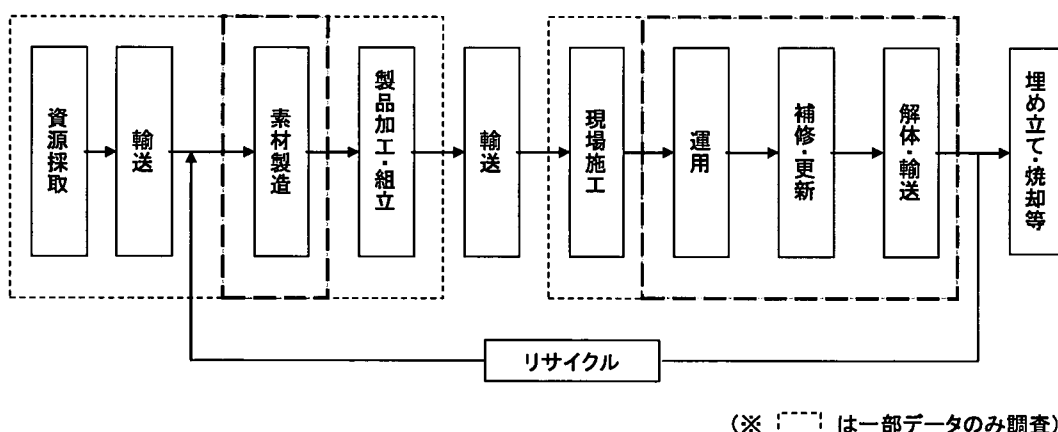 資源採取
輸送
素材製造
製品加工・組立
輸送
現場施工
運用
補修・更新
解体・輸送
埋め立て・焼却等
リサイクル
(※ は一部データのみ調査)